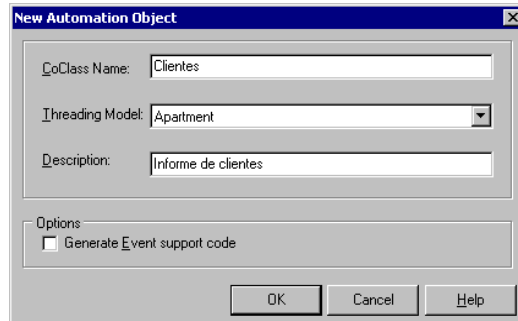 New Automation Object
CoClass Name: Clientes
Threading Model: Apartment
Description: Informe de clientes
Options
Generate Event support code
OK Cancel Help